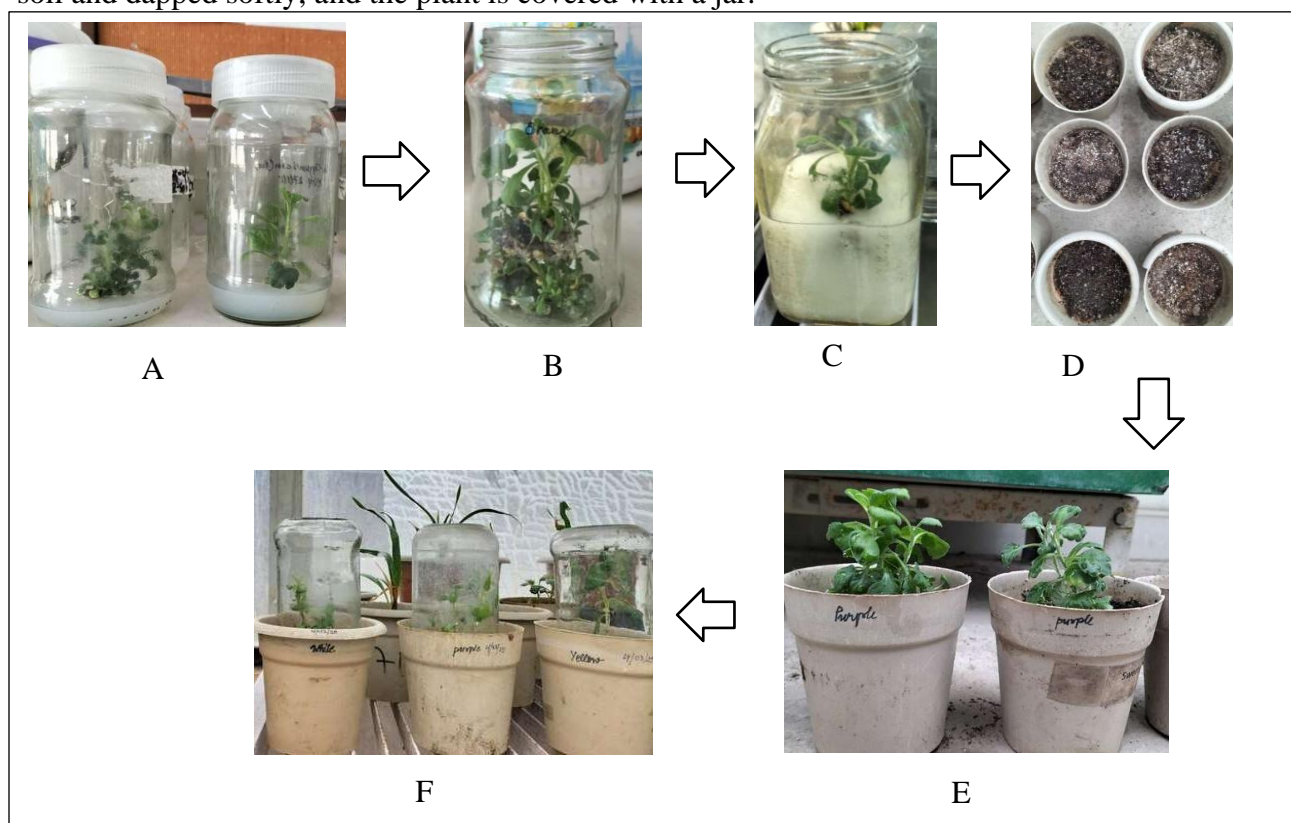 soil and dapped softly, and the plant is covered with a jar.
A
B
C
D
purple
purple
white
purple
Yellow
F
E